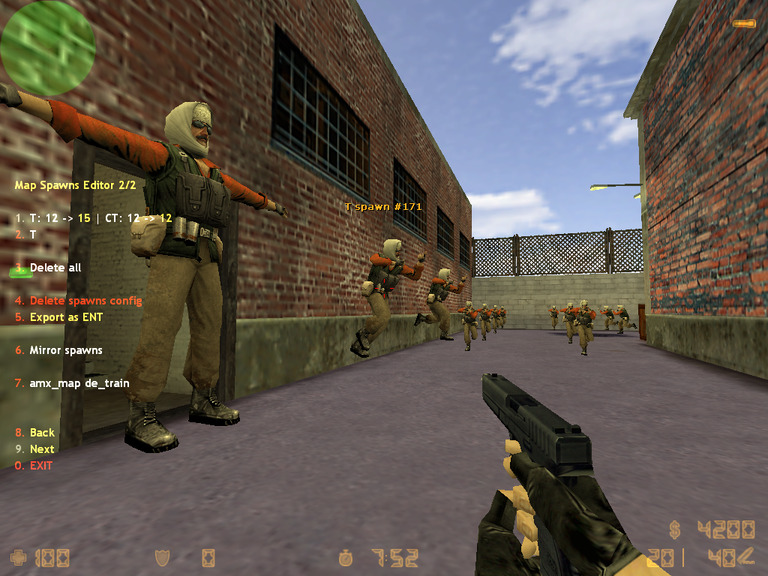 Map Spawns Editor 2/2
T spawn #171
1. T: 12 -> 15 | CT: 12 -> 12
2. T
3. Delete all
4. Delete spawns config
5. Export as ENT
6. Mirror spawns
7. amx_map de_train
8. Back
9. Next
0. EXIT
$ 4200
100 0 7:52 20 | 40